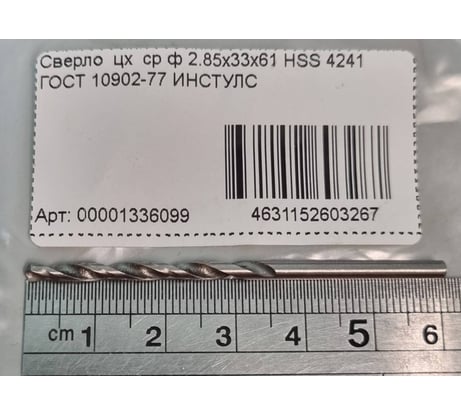 Сверло цх ср ф 2.85х33х61 HSS 4241
ГОСТ 10902-77 ИНСТУЛС
Арт: 00001336099
4631152603267
cm 1 2 3 4 5 6